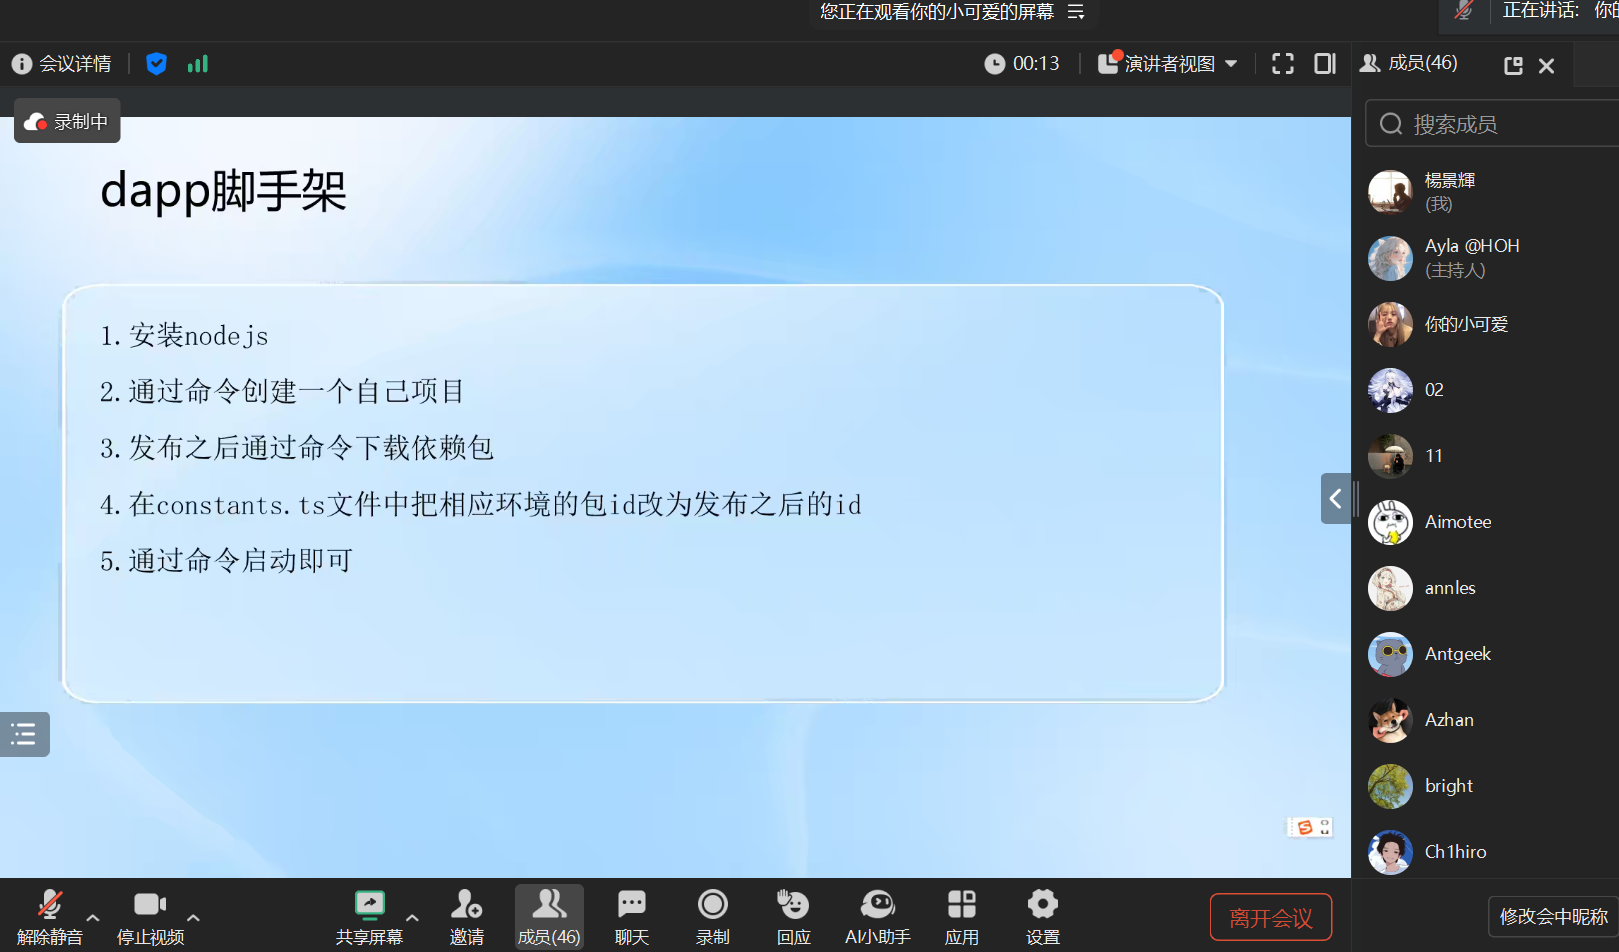 您正在观看你的小可爱的屏幕
正在讲话: 你的
会议详情
00:13
演讲者视图
成员(46)
录制中
搜索成员
dapp脚手架
1.安装nodejs
2.通过命令创建一个自己项目
3.发布之后通过命令下载依赖包
4.在constants.ts文件中把相应环境的包id改为发布之后的id
5.通过命令启动即可
楊景輝
(我)
Ayla @HOH
(主持人)
你的小可爱
02
11
Aimotee
annles
Antgeek
Azhan
bright
Ch1hiro
解除静音
停止视频
共享屏幕
邀请
成员(46)
聊天
录制
回应
AI小助手
应用
设置
离开会议
修改会中昵称